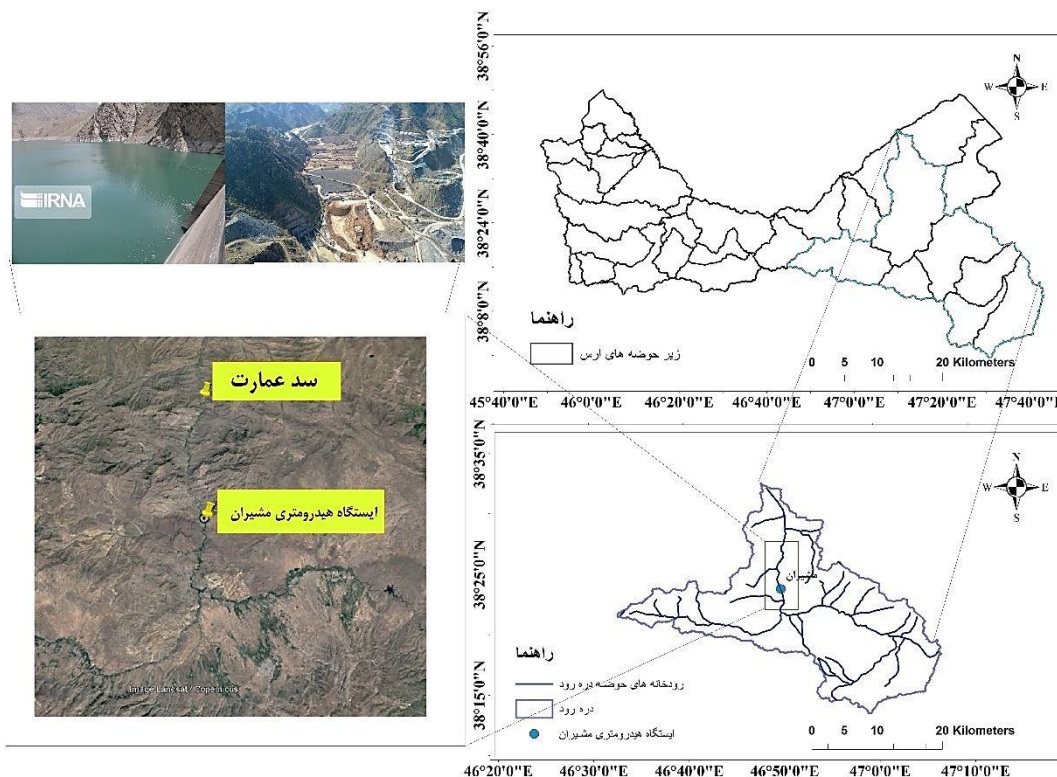 IRNA
سد عمارت
ایستگاه هیدرومتری مشیران
Image Landsat / Copernicus
38°56'0"N
38°40'0"N
38°24'0"N
38°8'0"N
N
W
E
S
راهنما
زیر حوضه های ارس
0 5 10 20 Kilometers
45°40'0"E 46°0'0"E 46°20'0"E 46°40'0"E 47°0'0"E 47°20'0"E 47°40'0"E
38°35'0"N
38°25'0"N
38°15'0"N
N
W
E
S
مشیران
راهنما
رودخانه های حوضه دره رود
دره رود
ایستگاه هیدرومتری مشیران
0 5 10 20 Kilometers
46°20'0"E 46°30'0"E 46°40'0"E 46°50'0"E 47°0'0"E 47°10'0"E